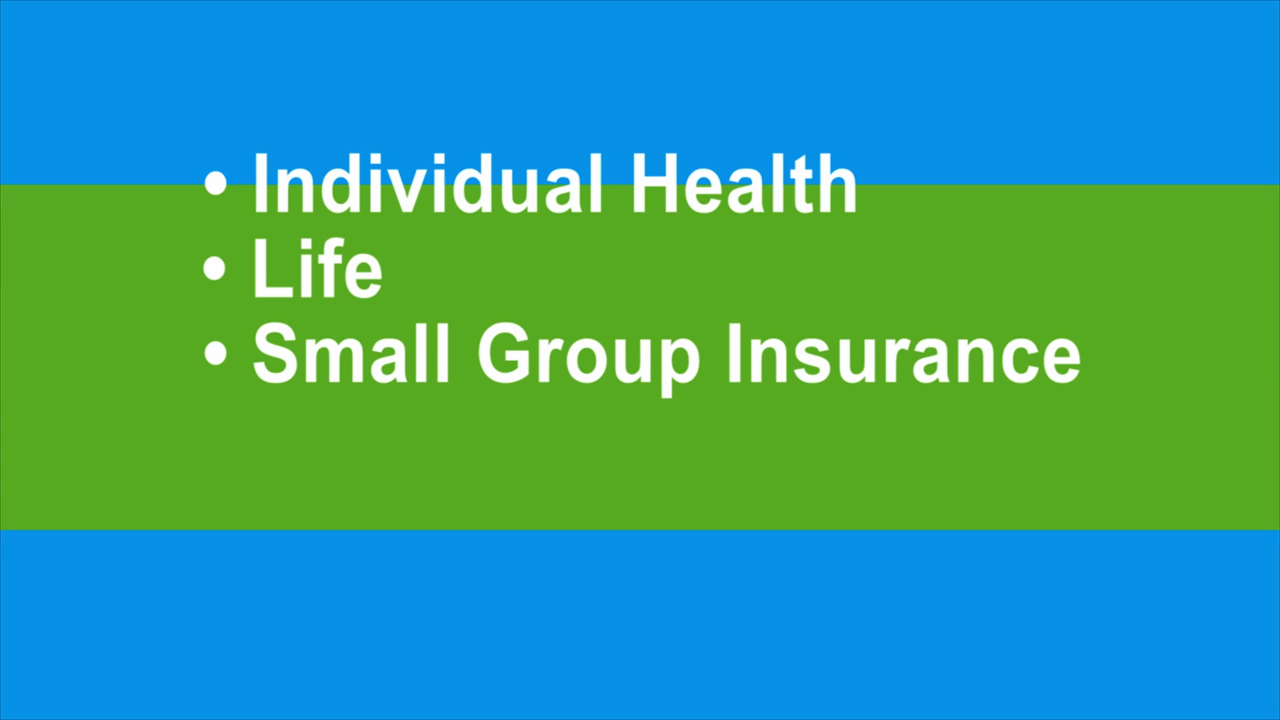 • Individual Health
• Life
• Small Group Insurance